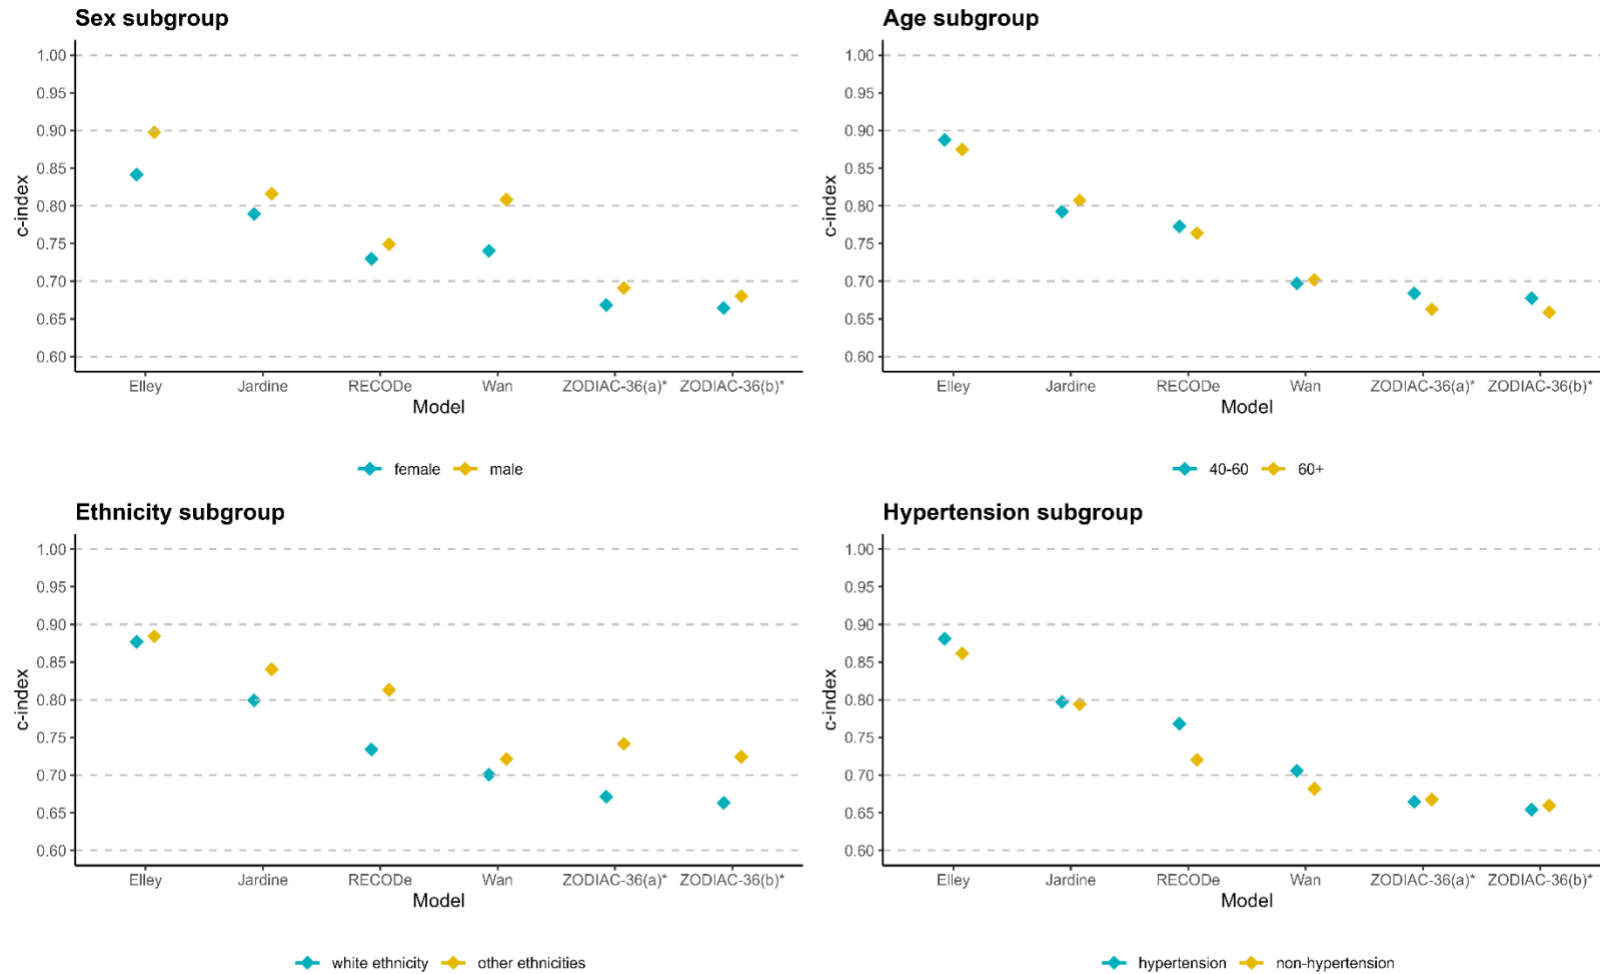 Sex subgroup
1.00
0.95
0.90
0.85
0.80
0.75
0.70
0.65
0.60
c-index
Elley Jardine RECODe Wan ZODIAC-36(a)* ZODIAC-36(b)*
Model
female male
Age subgroup
1.00
0.95
0.90
0.85
0.80
0.75
0.70
0.65
0.60
c-index
Elley Jardine RECODe Wan ZODIAC-36(a)* ZODIAC-36(b)*
Model
40-60 60+
Ethnicity subgroup
1.00
0.95
0.90
0.85
0.80
0.75
0.70
0.65
0.60
c-index
Elley Jardine RECODe Wan ZODIAC-36(a)* ZODIAC-36(b)*
Model
white ethnicity other ethnicities
Hypertension subgroup
1.00
0.95
0.90
0.85
0.80
0.75
0.70
0.65
0.60
c-index
Elley Jardine RECODe Wan ZODIAC-36(a)* ZODIAC-36(b)*
Model
hypertension non-hypertension